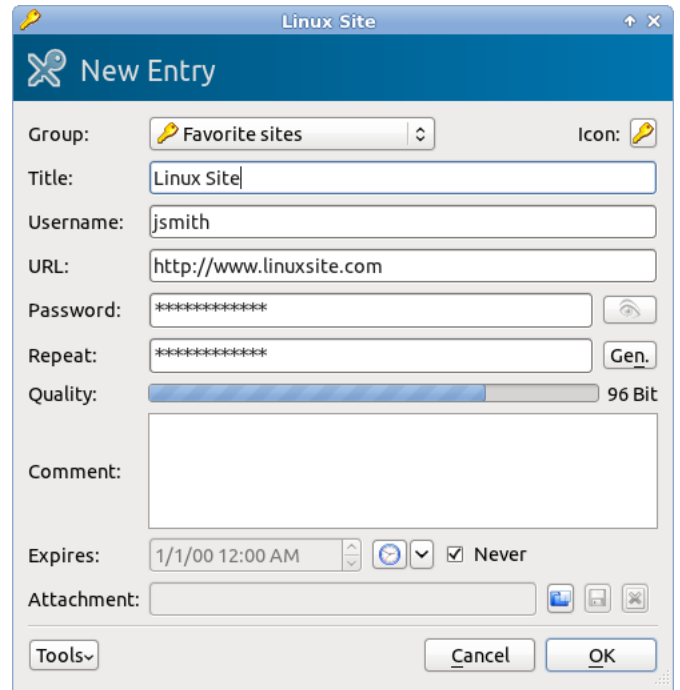 Linux Site
New Entry
Group: Favorite sites Icon:
Title: Linux Site
Username: jsmith
URL: http://www.linuxsite.com
Password: ************
Repeat: ************ Gen.
Quality: 96 Bit
Comment:
Expires: 1/1/00 12:00 AM Never
Attachment:
Tools Cancel OK